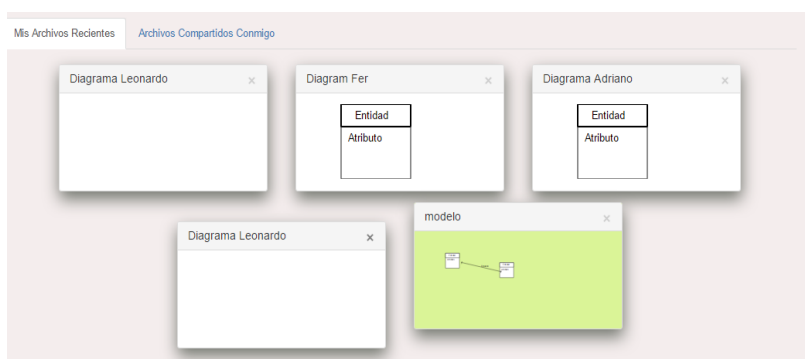 Mis Archivos Recientes Archivos Compartidos Conmigo
Diagrama Leonardo × Diagram Fer × Diagrama Adriano ×
Entidad Entidad
Atributo Atributo
modelo ×
Diagrama Leonardo ×